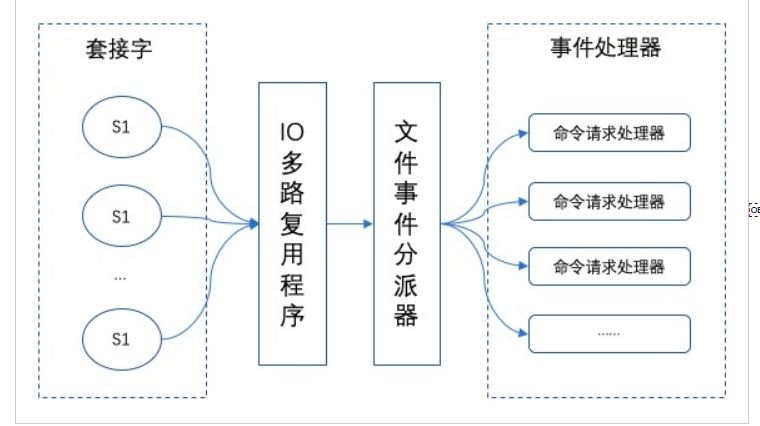 套接字
S1
S1
...
S1
IO多路复用程序
文件事件分派器
事件处理器
命令请求处理器
命令请求处理器
命令请求处理器
......